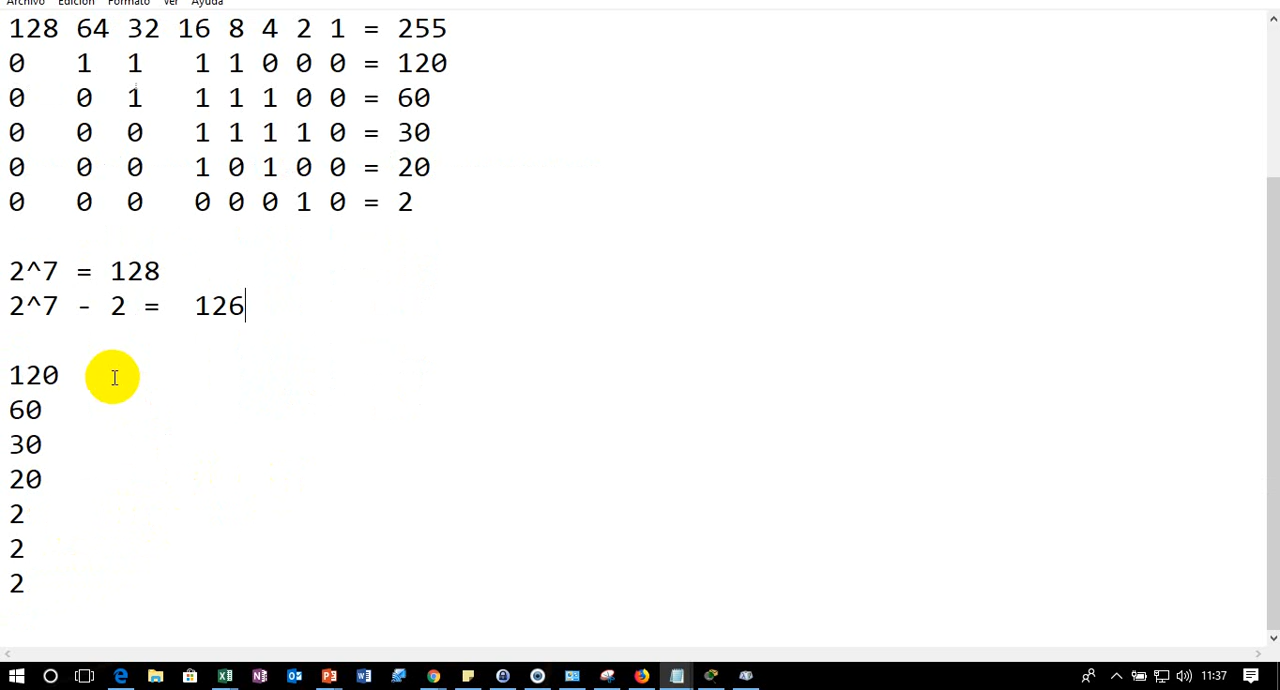 Archivo Edición Formato Ver Ayuda
128 64 32 16 8 4 2 1 = 255
0 1 1 1 1 0 0 0 = 120
0 0 1 1 1 1 0 0 = 60
0 0 0 1 1 1 1 0 = 30
0 0 0 1 0 1 0 0 = 20
0 0 0 0 0 0 1 0 = 2
2^7 = 128
2^7 - 2 = 126
120
60
30
20
2
2
2
11:37